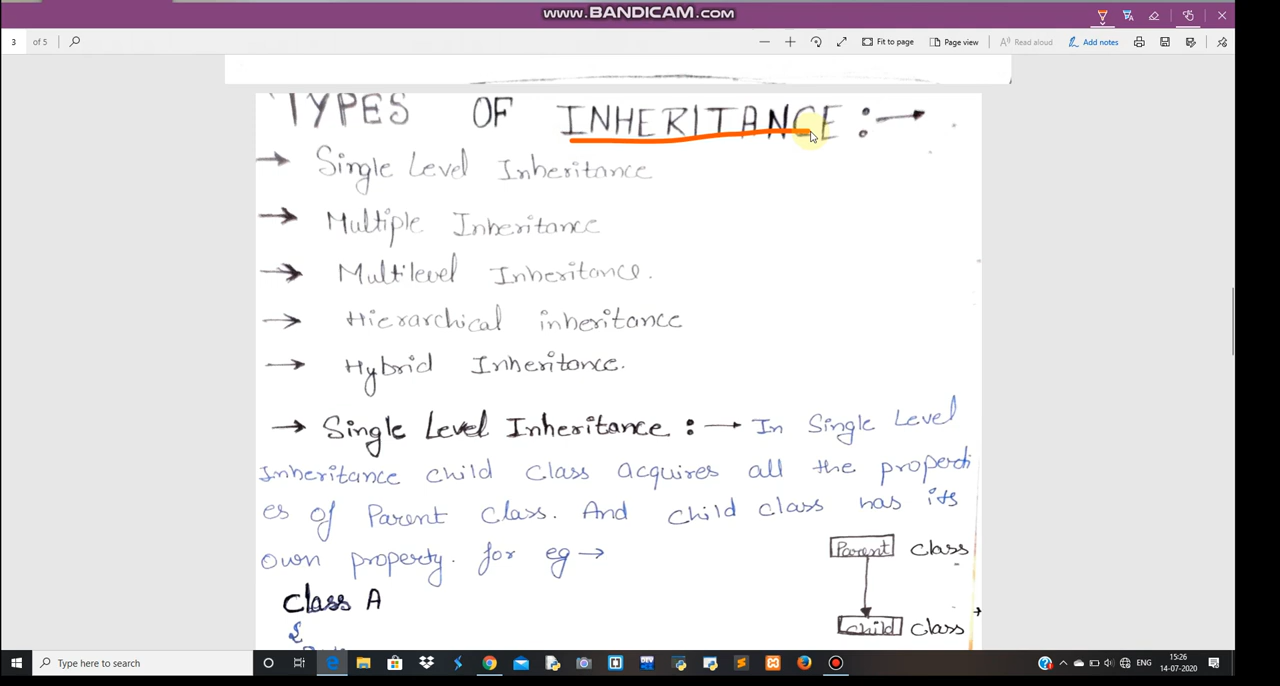 www.BANDICAM.com
3 of 5 Fit to page Page view Read aloud Add notes
TYPES OF INHERITANCE :→
→ Single Level Inheritance
→ Multiple Inheritance
→ Multilevel Inheritance.
→ Hierarchical inheritance
→ Hybrid Inheritance.
→ Single Level Inheritance :→ In Single Level
Inheritance child Class acquires all the properti
es of Parent Class. And child class has its
own property. for eg →
Parent Class
Class A
{
Child Class
Type here to search
ENG
15:26
14-07-2020